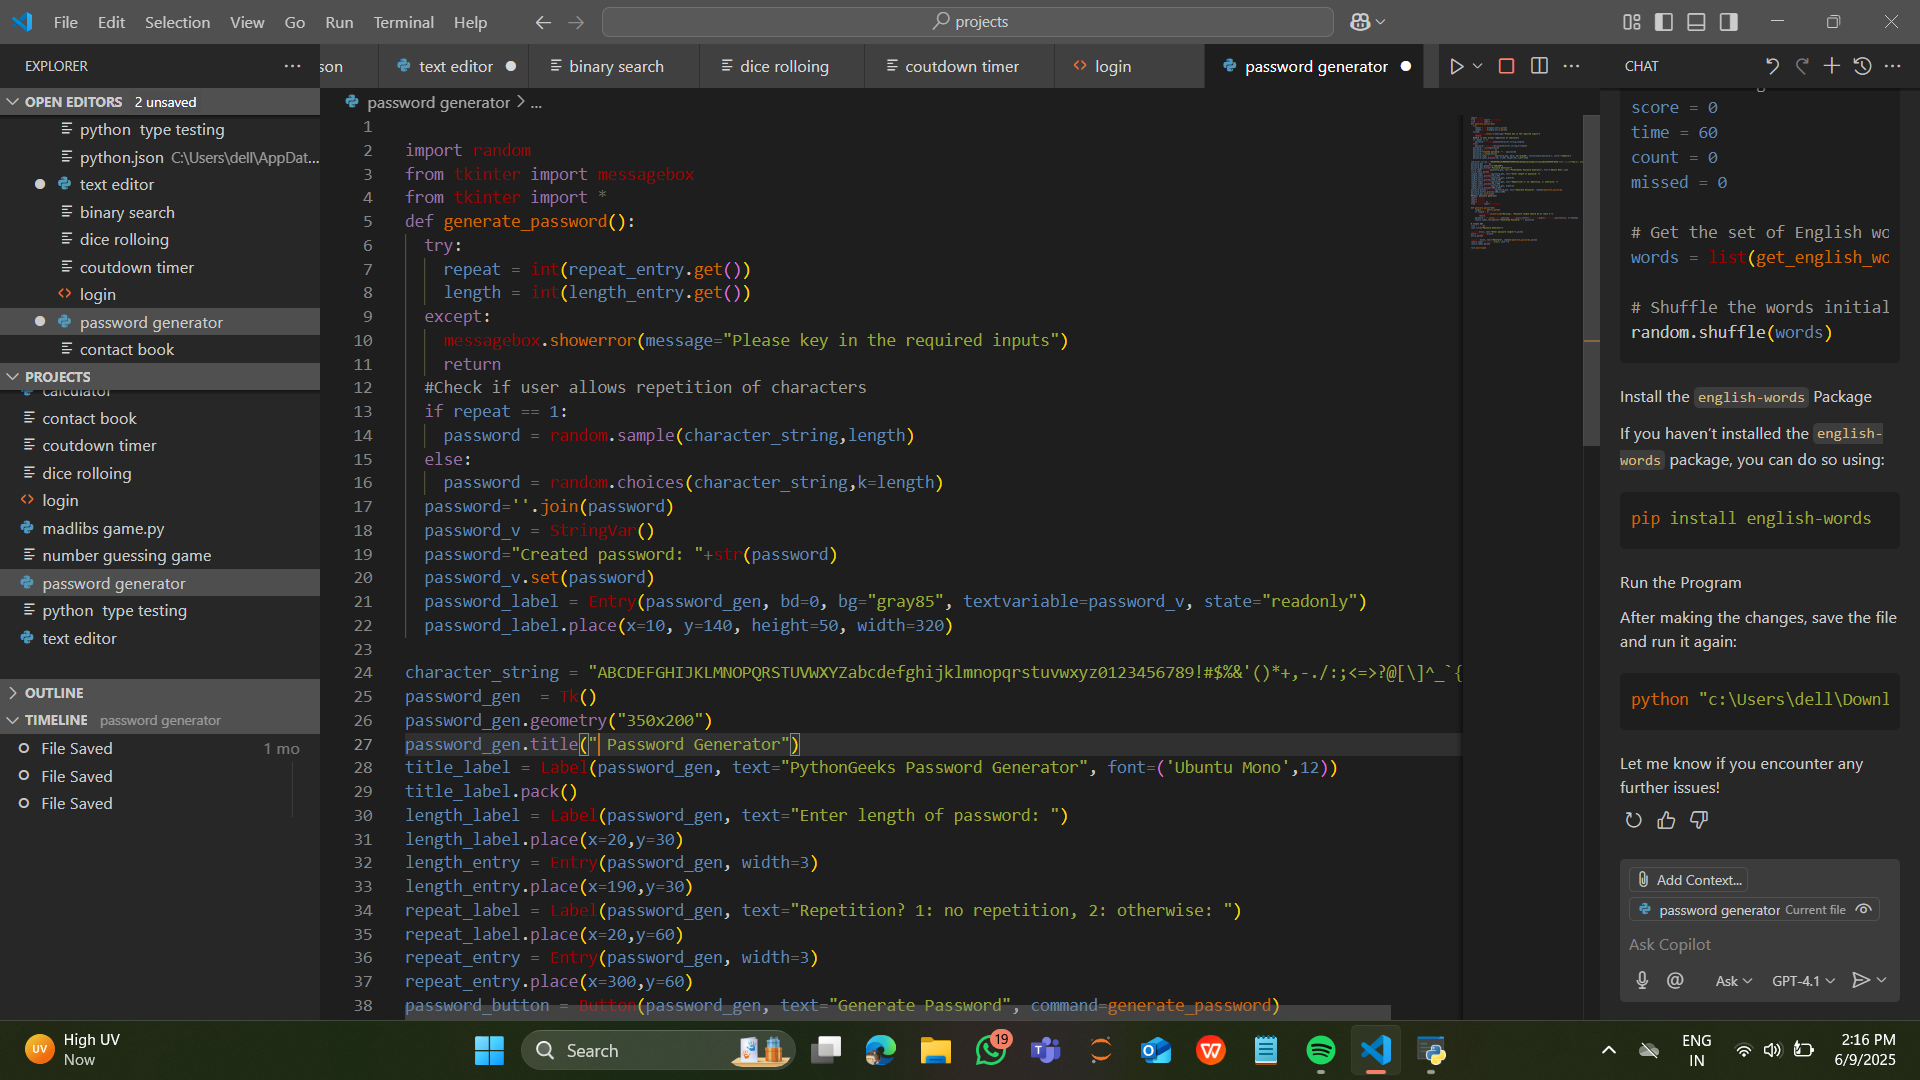 File Edit Selection View Go Run Terminal Help
projects
EXPLORER
son
text editor
binary search
dice rolloing
coutdown timer
login
password generator
CHAT
OPEN EDITORS 2 unsaved
python type testing
python.json C:\Users\dell\AppDat...
text editor
binary search
dice rolloing
coutdown timer
login
password generator
contact book
PROJECTS
calculator
contact book
coutdown timer
dice rolloing
login
madlibs game.py
number guessing game
password generator
python type testing
text editor
OUTLINE
TIMELINE password generator
File Saved 1 mo
File Saved
File Saved
password generator > ...
1
2 import random
3 from tkinter import messagebox
4 from tkinter import *
5 def generate_password():
6 try:
7 repeat = int(repeat_entry.get())
8 length = int(length_entry.get())
9 except:
10 messagebox.showerror(message="Please key in the required inputs")
11 return
12 #Check if user allows repetition of characters
13 if repeat == 1:
14 password = random.sample(character_string,length)
15 else:
16 password = random.choices(character_string,k=length)
17 password=''.join(password)
18 password_v = StringVar()
19 password="Created password: "+str(password)
20 password_v.set(password)
21 password_label = Entry(password_gen, bd=0, bg="gray85", textvariable=password_v, state="readonly")
22 password_label.place(x=10, y=140, height=50, width=320)
23
24 character_string = "ABCDEFGHIJKLMNOPQRSTUVWXYZabcdefghijklmnopqrstuvwxyz0123456789!#$%&'()*+,-./:;<=>?@[\]^_`{
25 password_gen = Tk()
26 password_gen.geometry("350x200")
27 password_gen.title(" Password Generator")
28 title_label = Label(password_gen, text="PythonGeeks Password Generator", font=('Ubuntu Mono',12))
29 title_label.pack()
30 length_label = Label(password_gen, text="Enter length of password: ")
31 length_label.place(x=20,y=30)
32 length_entry = Entry(password_gen, width=3)
33 length_entry.place(x=190,y=30)
34 repeat_label = Label(password_gen, text="Repetition? 1: no repetition, 2: otherwise: ")
35 repeat_label.place(x=20,y=60)
36 repeat_entry = Entry(password_gen, width=3)
37 repeat_entry.place(x=300,y=60)
38 password_button = Button(password_gen, text="Generate Password", command=generate_password)
score = 0
time = 60
count = 0
missed = 0
# Get the set of English wo
words = list(get_english_wo
# Shuffle the words initial
random.shuffle(words)
Install the english-words Package
If you haven't installed the english-
words package, you can do so using:
pip install english-words
Run the Program
After making the changes, save the file
and run it again:
python "c:\Users\dell\Downl
Let me know if you encounter any
further issues!
Add Context...
password generator Current file
Ask Copilot
Ask GPT-4.1
UV
High UV
Now
Search
19
ENG
IN
2:16 PM
6/9/2025